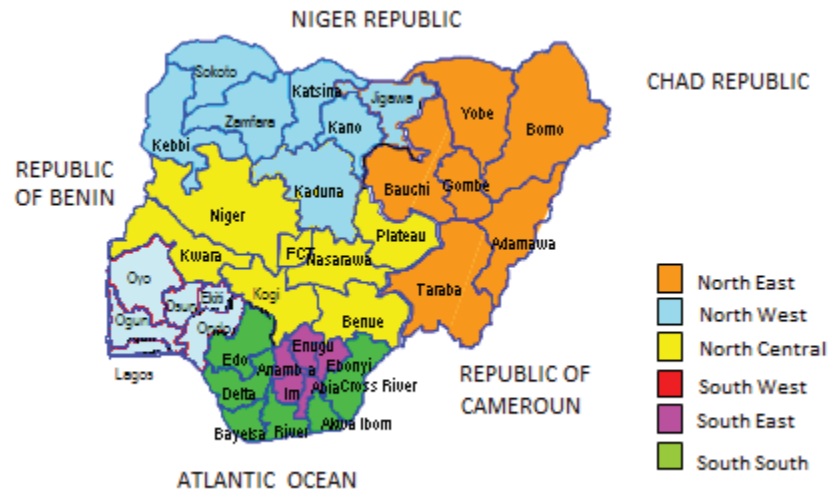 NIGER REPUBLIC
CHAD REPUBLIC
Sokoto
Katsina
Jigawa
Yobe
Borno
Zamfara
Kano
Kebbi
REPUBLIC
OF BENIN
Kaduna
Bauchi
Gombe
Niger
Plateau
Adamawa
Kwara
FCT
Nasarawa
Taraba
Oyo
Osun
Ekiti
Kogi
Ogun
Ondo
Benue
Lagos
Edo
Enugu
Anamb a
Ebonyi
Delta
Im
Abia
Cross River
Bayelsa
River
Akwa Ibom
REPUBLIC OF
CAMEROUN
ATLANTIC OCEAN
North East
North West
North Central
South West
South East
South South